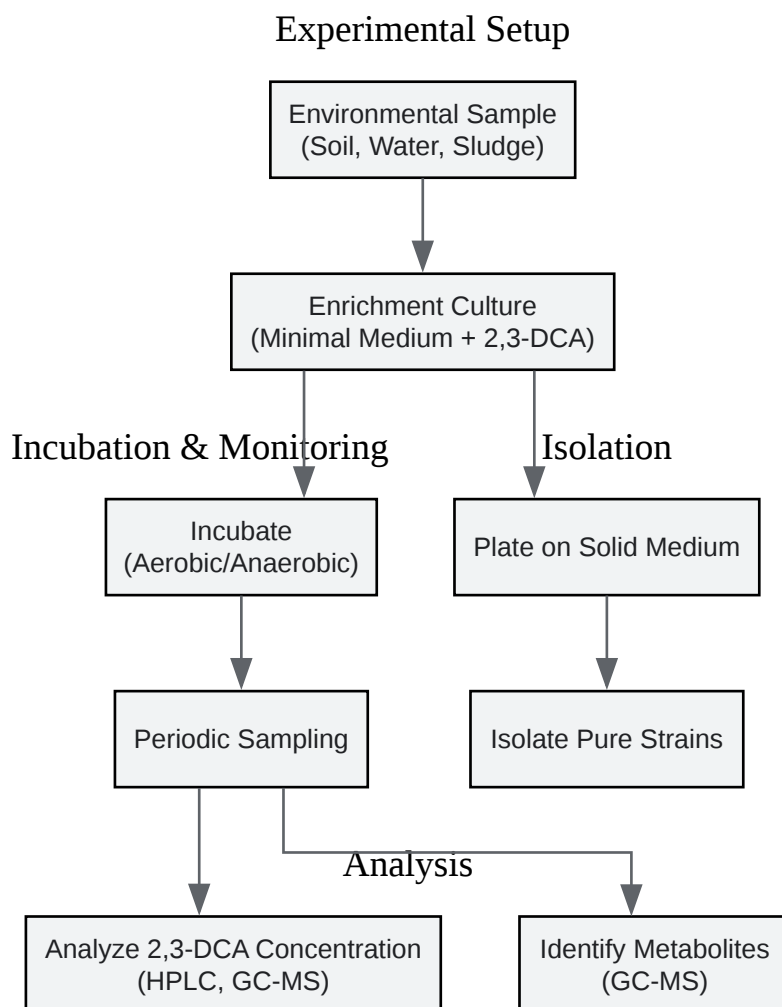 Experimental Setup
Environmental Sample
(Soil, Water, Sludge)
Enrichment Culture
(Minimal Medium + 2,3-DCA)
Incubation & Monitoring
Isolation
Incubate
(Aerobic/Anaerobic)
Plate on Solid Medium
Periodic Sampling
Isolate Pure Strains
Analysis
Analyze 2,3-DCA Concentration
(HPLC, GC-MS)
Identify Metabolites
(GC-MS)